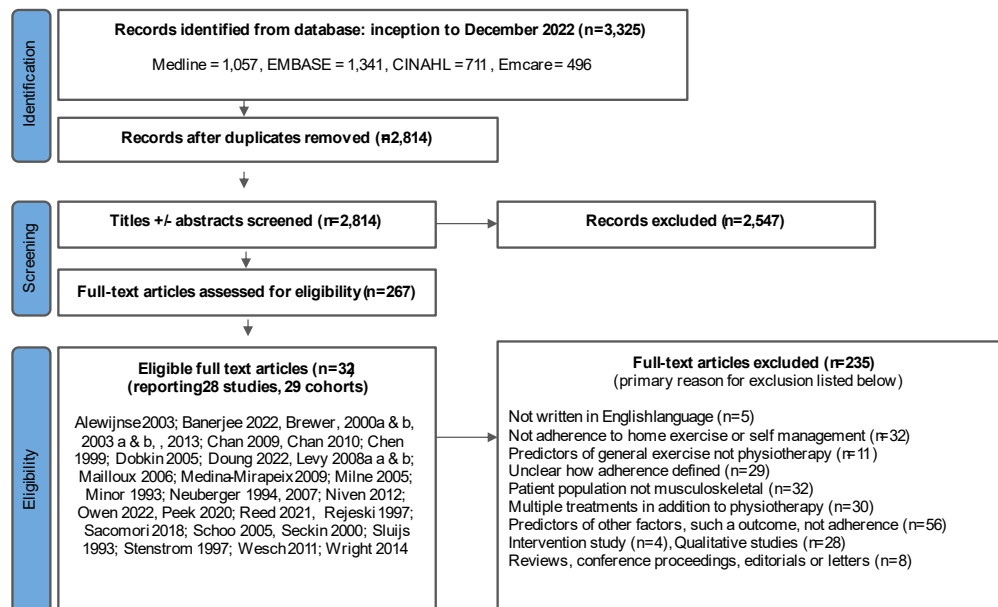 Identification
Records identified from database: inception to December 2022 (n=3,325)
Medline = 1,057, EMBASE = 1,341, CINAHL = 711, Emcare = 496
Records after duplicates removed (n=2,814)
Screening
Titles +/- abstracts screened (n=2,814)
Records excluded (n=2,547)
Full-text articles assessed for eligibility (n=267)
Eligibility
Eligible full text articles (n=32)
(reporting 28 studies, 29 cohorts)
Alewijnse 2003; Banerjee 2022, Brewer, 2000a & b,
2003 a & b, , 2013; Chan 2009, Chan 2010; Chen
1999; Dobkin 2005; Doung 2022, Levy 2008a a & b;
Mailloux 2006; Medina-Mirapeix 2009; Milne 2005;
Minor 1993; Neuberger 1994, 2007; Niven 2012;
Owen 2022, Peek 2020; Reed 2021, Rejeski 1997;
Sacomori 2018; Schoo 2005, Seckin 2000; Sluijs
1993; Stenstrom 1997; Wesch 2011; Wright 2014
Full-text articles excluded (n=235)
(primary reason for exclusion listed below)
Not written in English language (n=5)
Not adherence to home exercise or self management (n=32)
Predictors of general exercise not physiotherapy (n=11)
Unclear how adherence defined (n=29)
Patient population not musculoskeletal (n=32)
Multiple treatments in addition to physiotherapy (n=30)
Predictors of other factors, such a outcome, not adherence (n=56)
Intervention study (n=4), Qualitative studies (n=28)
Reviews, conference proceedings, editorials or letters (n=8)